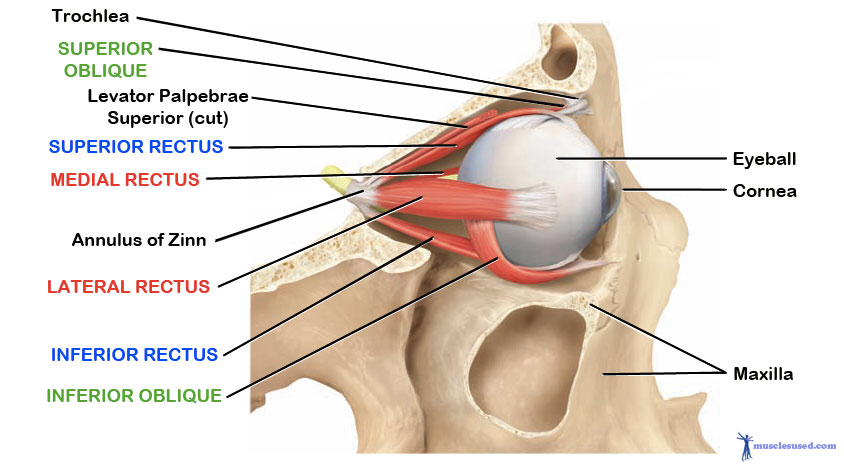 Trochlea
SUPERIOR
OBLIQUE
Levator Palpebrae
Superior (cut)
SUPERIOR RECTUS
MEDIAL RECTUS
Annulus of Zinn
LATERAL RECTUS
INFERIOR RECTUS
INFERIOR OBLIQUE
Eyeball
Cornea
Maxilla
musclesused.com